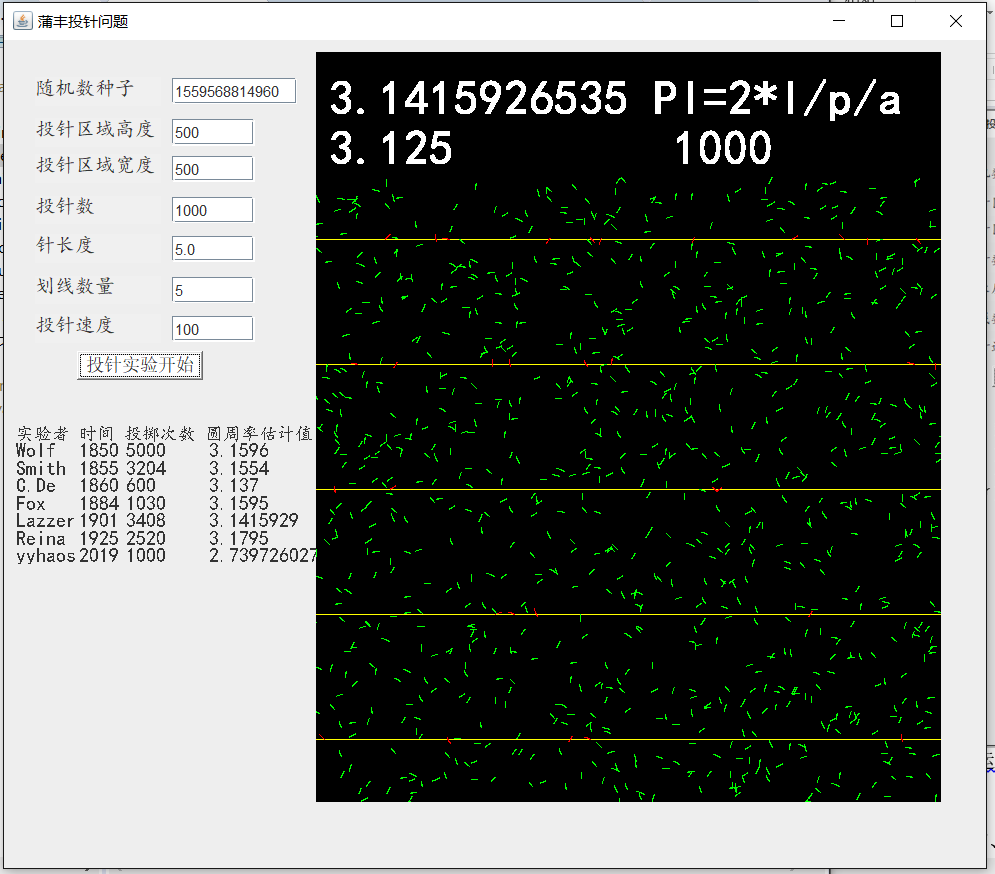 蒲丰投针问题
随机数种子 1559568814960
投针区域高度 500
投针区域宽度 500
投针数 1000
针长度 5.0
划线数量 5
投针速度 100
投针实验开始
实验者 时间 投掷次数 圆周率估计值
Wolf 1850 5000 3.1596
Smith 1855 3204 3.1554
C.De 1860 600 3.137
Fox 1884 1030 3.1595
Lazzer 1901 3408 3.1415929
Reina 1925 2520 3.1795
yyhaos 2019 1000 2.739726027
3.1415926535 PI=2*l/p/a
3.125 1000